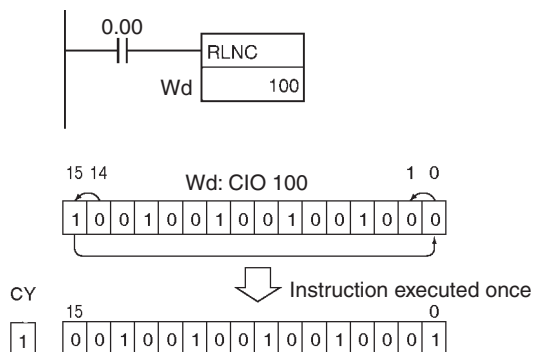 0.00
RLNC
Wd 100
15 14 1 0
Wd: CIO 100
1 0 0 1 0 0 1 0 0 1 0 0 1 0 0 0
Instruction executed once
CY 15 0
1 0 0 1 0 0 1 0 0 1 0 0 1 0 0 0 1